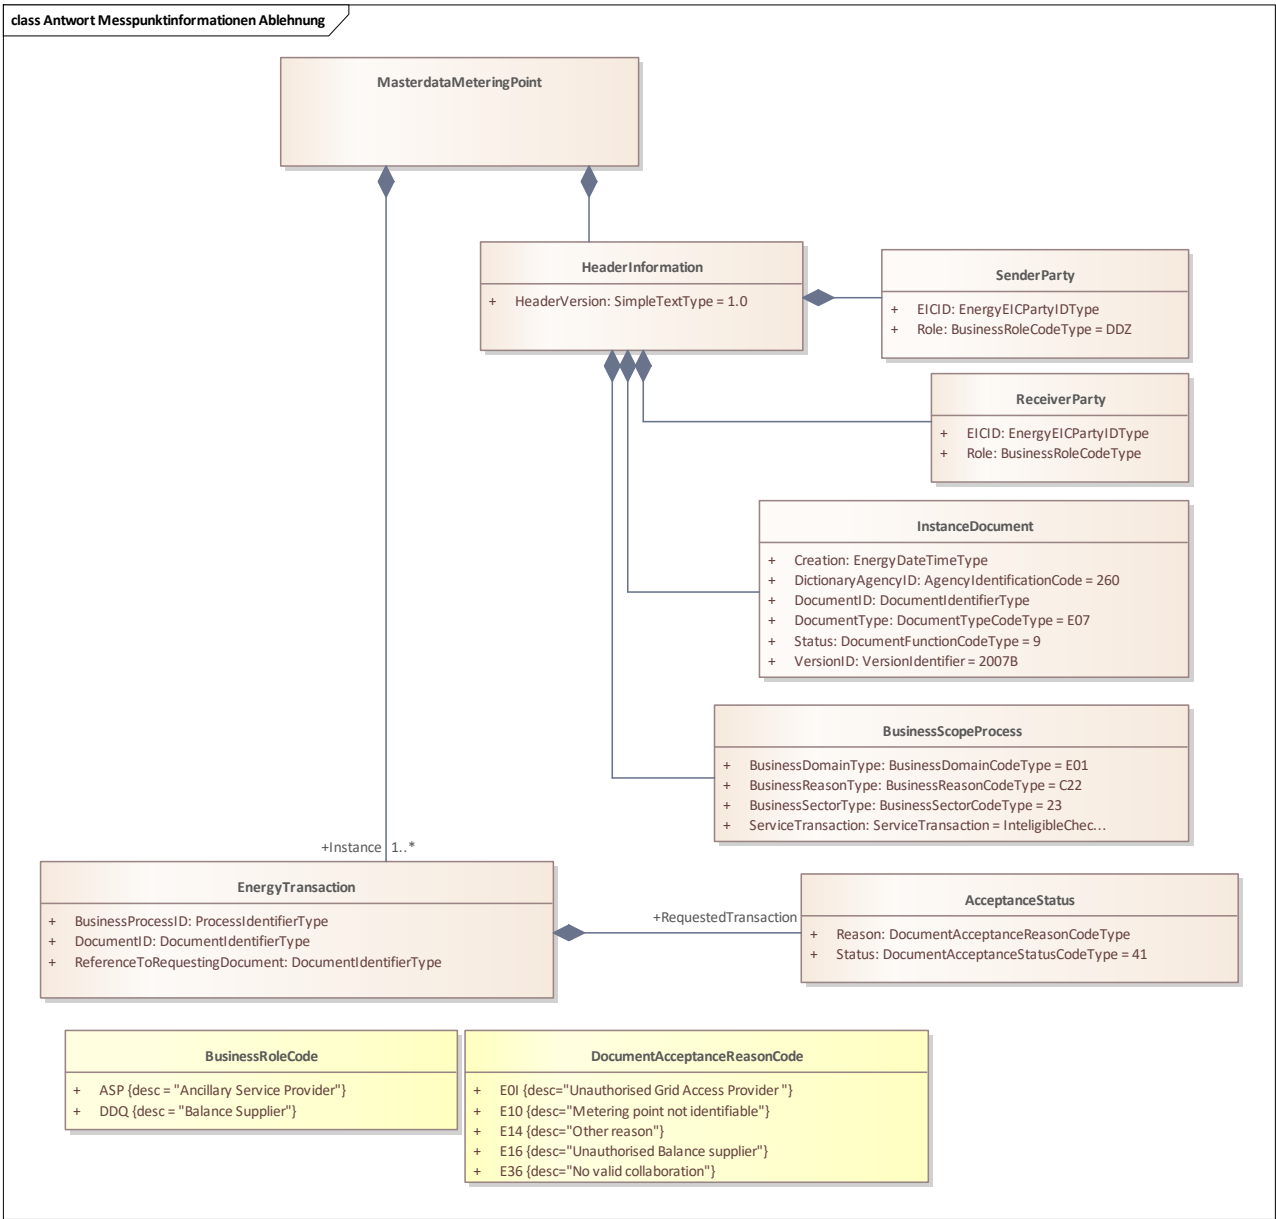 class Antwort Messpunktinformationen Ablehnung
MasterdataMeteringPoint
HeaderInformation
+ HeaderVersion: SimpleTextType = 1.0
SenderParty
+ EICID: EnergyEICPartyIDType
+ Role: BusinessRoleCodeType = DDZ
ReceiverParty
+ EICID: EnergyEICPartyIDType
+ Role: BusinessRoleCodeType
InstanceDocument
+ Creation: EnergyDateTimeType
+ DictionaryAgencyID: AgencyIdentificationCode = 260
+ DocumentID: DocumentIdentifierType
+ DocumentType: DocumentTypeCodeType = E07
+ Status: DocumentFunctionCodeType = 9
+ VersionID: VersionIdentifier = 2007B
BusinessScopeProcess
+ BusinessDomainType: BusinessDomainCodeType = E01
+ BusinessReasonType: BusinessReasonCodeType = C22
+ BusinessSectorType: BusinessSectorCodeType = 23
+ ServiceTransaction: ServiceTransaction = InteligibleChec...
+Instance 1..*
EnergyTransaction
+ BusinessProcessID: ProcessIdentifierType
+ DocumentID: DocumentIdentifierType
+ ReferenceToRequestingDocument: DocumentIdentifierType
+RequestedTransaction
AcceptanceStatus
+ Reason: DocumentAcceptanceReasonCodeType
+ Status: DocumentAcceptanceStatusCodeType = 41
BusinessRoleCode
+ ASP {desc = "Ancillary Service Provider"}
+ DDQ {desc = "Balance Supplier"}
DocumentAcceptanceReasonCode
+ E0I {desc="Unauthorised Grid Access Provider "}
+ E10 {desc="Metering point not identifiable"}
+ E14 {desc="Other reason"}
+ E16 {desc="Unauthorised Balance supplier"}
+ E36 {desc="No valid collaboration"}